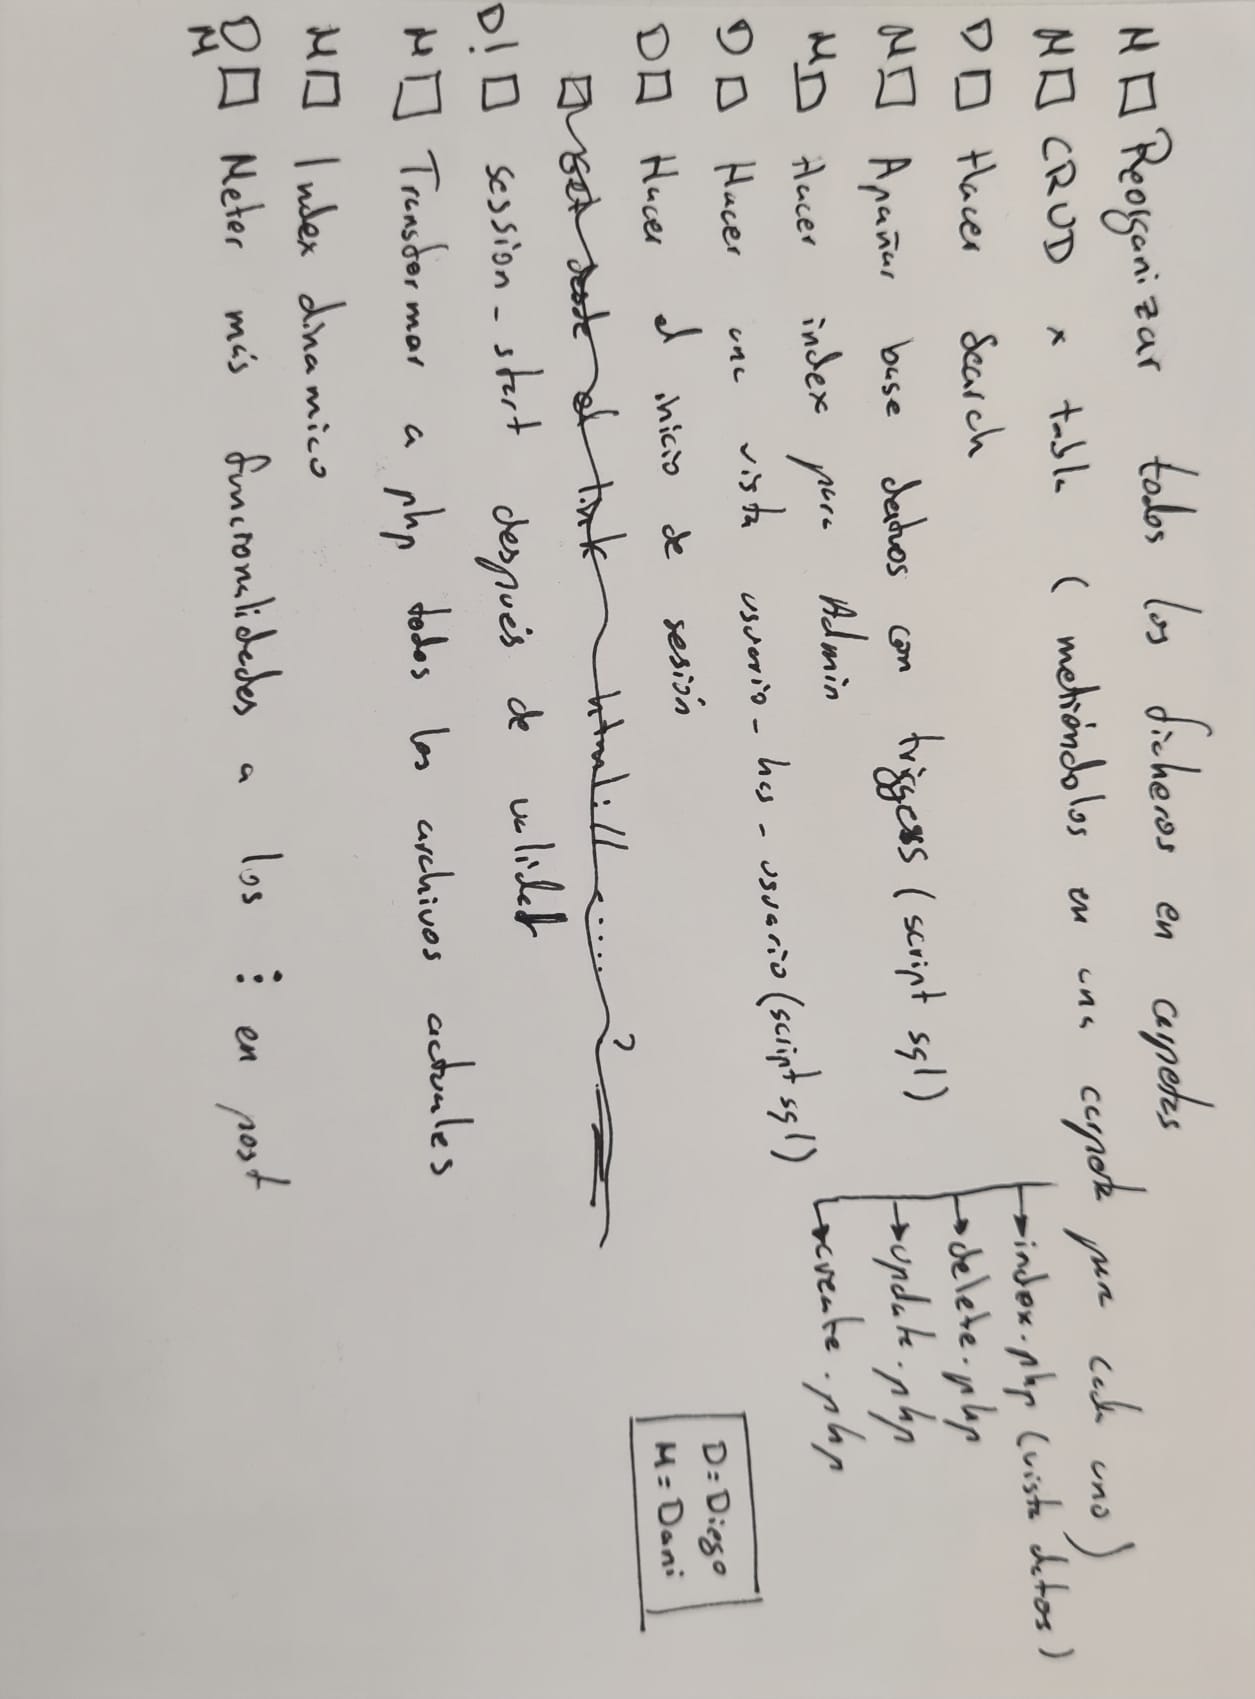 M □ Reorganizar todos los ficheros en carpetas
M □ CRUD x tabla ( metiéndolos en una carpeta para cada uno)
→index.php (vista datos)
→delete.php
→update.php
→create.php
D □ Hacer Search
M □ Apañar base datos con triggers (script sql)
M □ Hacer index para Admin
D □ Hacer una vista usuario_has_usuario (script sql)
D □ Hacer el inicio de sesión
D=Diego
M=Dani
□ Get desde el link html:// ..... ?
D! □ session_start después de validar
M □ Transformar a php todos los archivos actuales
M □ Index dinamico
D □ Meter más funcionalidades a los ⋮ en post
M